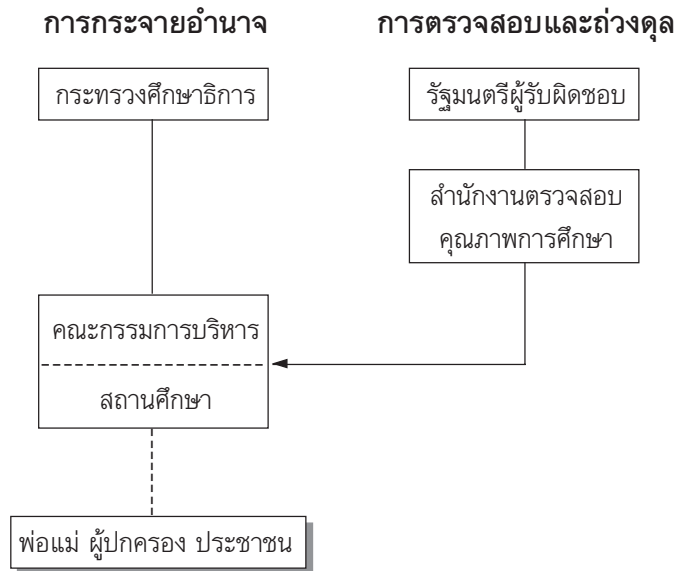 การกระจายอำนาจ
การตรวจสอบและถ่วงดุล
กระทรวงศึกษาธิการ
รัฐมนตรีผู้รับผิดชอบ
สำนักงานตรวจสอบ
คุณภาพการศึกษา
คณะกรรมการบริหาร
สถานศึกษา
พ่อแม่ ผู้ปกครอง ประชาชน